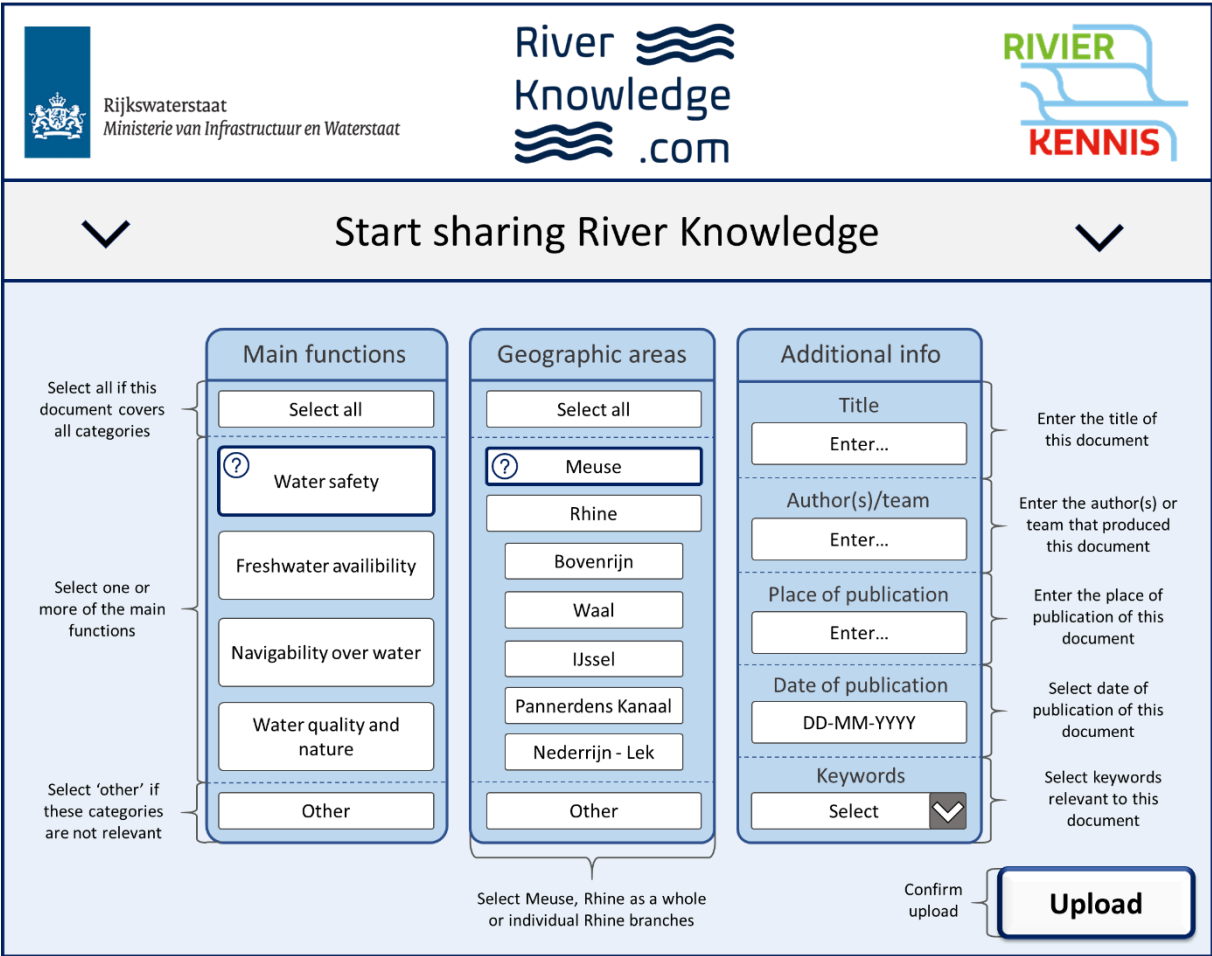 Rijkswaterstaat
Ministerie van Infrastructuur en Waterstaat
River
Knowledge
.com
RIVIER
KENNIS
Start sharing River Knowledge
Main functions
Select all if this
document covers
all categories
Select all
Select one or
more of the main
functions
?
Water safety
Freshwater availibility
Navigability over water
Water quality and
nature
Select ‘other’ if
these categories
are not relevant
Other
Geographic areas
Select all
?
Meuse
Rhine
Bovenrijn
Waal
IJssel
Pannerdens Kanaal
Nederrijn - Lek
Other
Select Meuse, Rhine as a whole
or individual Rhine branches
Additional info
Title
Enter...
Enter the title of
this document
Author(s)/team
Enter...
Enter the author(s) or
team that produced
this document
Place of publication
Enter...
Enter the place of
publication of this
document
Date of publication
DD-MM-YYYY
Select date of
publication of this
document
Keywords
Select
Select keywords
relevant to this
document
Confirm
upload
Upload